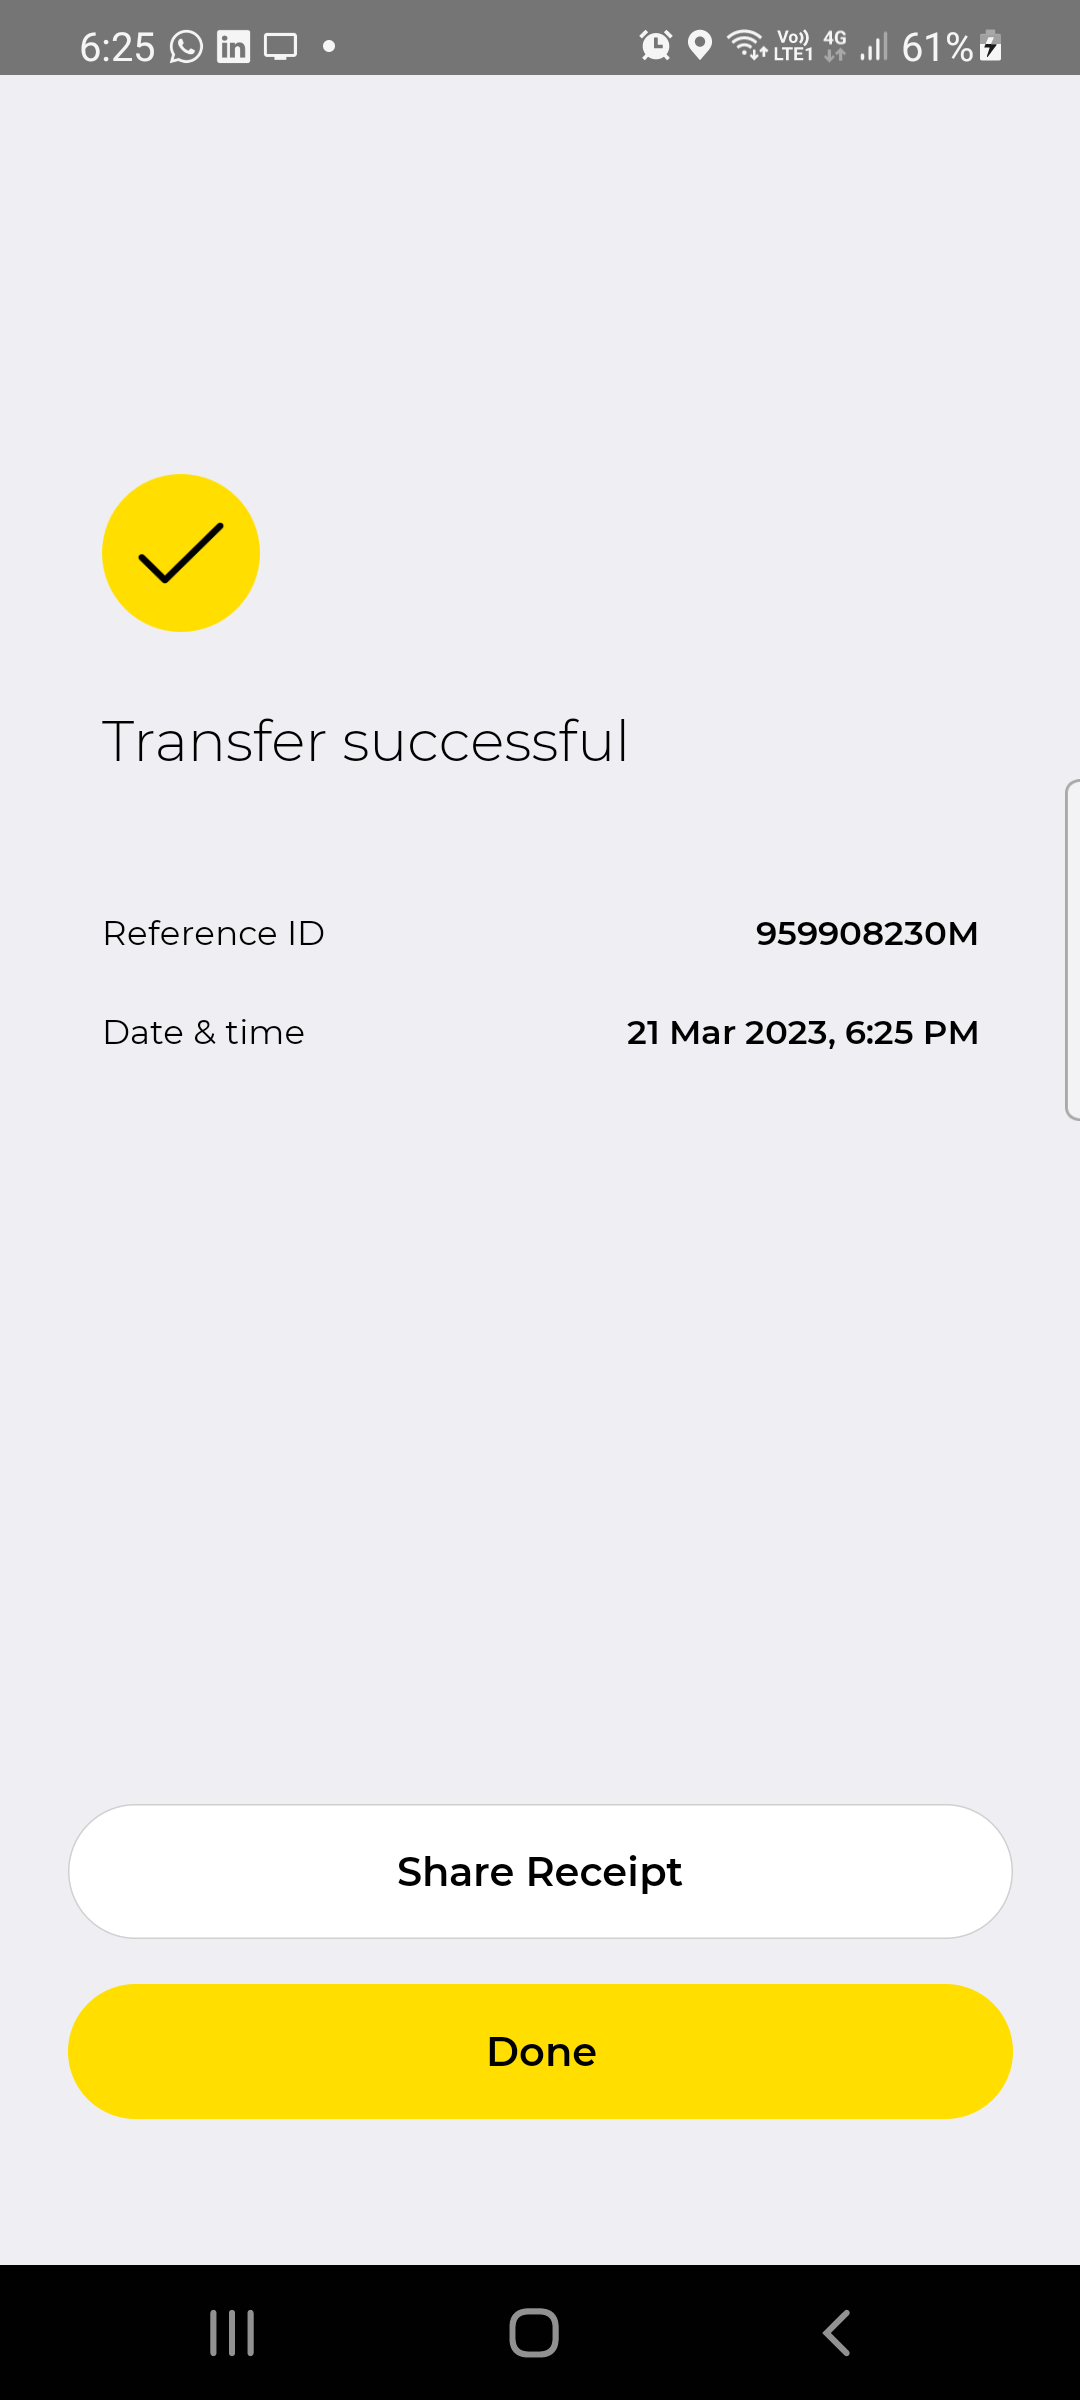 6:25 61%
Vo)) LTE1 4G
Transfer successful
Reference ID 959908230M
Date & time 21 Mar 2023, 6:25 PM
Share Receipt
Done